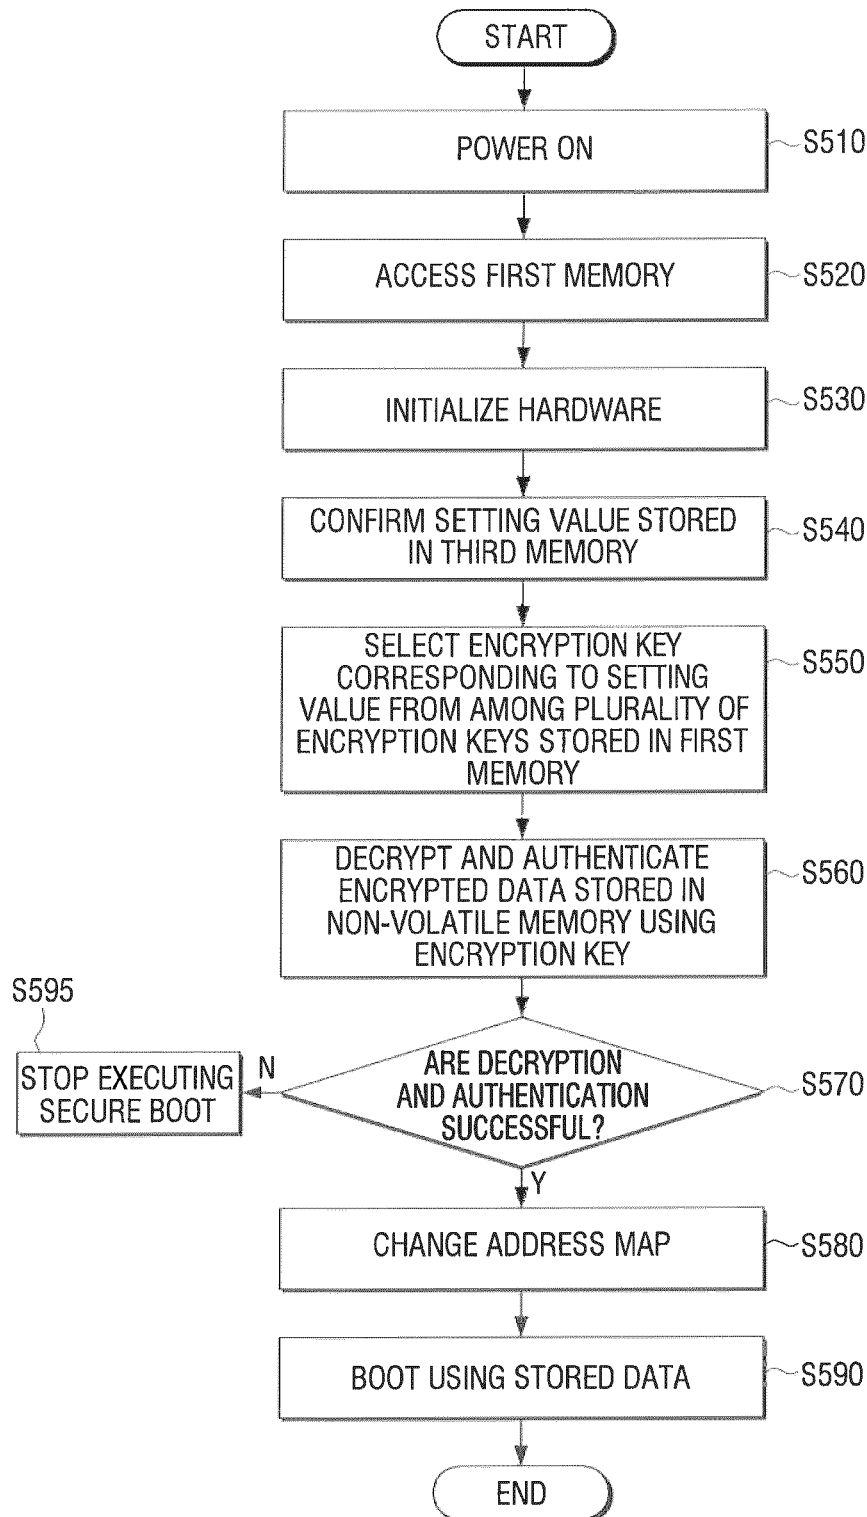 START
POWER ON
S510
ACCESS FIRST MEMORY
S520
INITIALIZE HARDWARE
S530
CONFIRM SETTING VALUE STORED
IN THIRD MEMORY
S540
SELECT ENCRYPTION KEY
CORRESPONDING TO SETTING
VALUE FROM AMONG PLURALITY OF
ENCRYPTION KEYS STORED IN FIRST
MEMORY
S550
DECRYPT AND AUTHENTICATE
ENCRYPTED DATA STORED IN
NON-VOLATILE MEMORY USING
ENCRYPTION KEY
S560
S595
STOP EXECUTING
SECURE BOOT
N
ARE DECRYPTION
AND AUTHENTICATION
SUCCESSFUL?
S570
Y
CHANGE ADDRESS MAP
S580
BOOT USING STORED DATA
S590
END